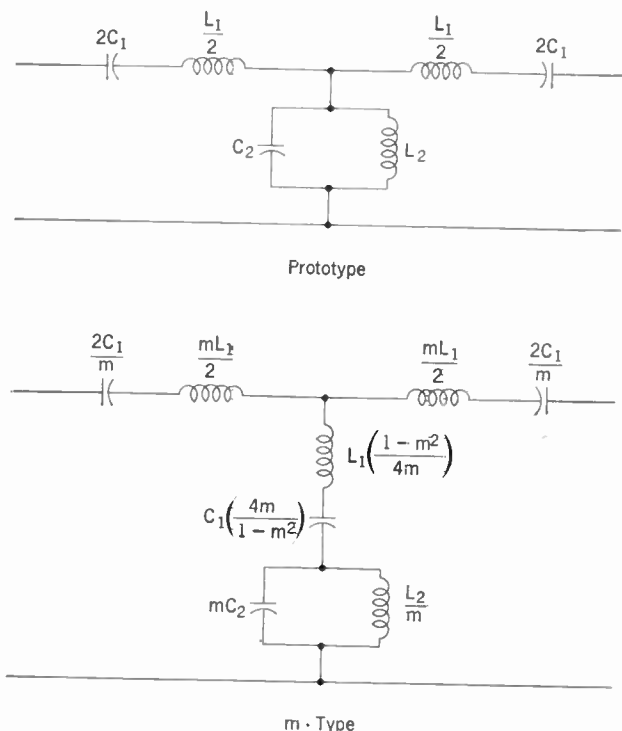 2C₁ L₁/2 L₁/2 2C₁
C₂ L₂
Prototype
2C₁/m mL₁/2 mL₁/2 2C₁/m
L₁((1 - m²)/4m)
C₁(4m/(1 - m²))
mC₂ L₂/m
m · Type